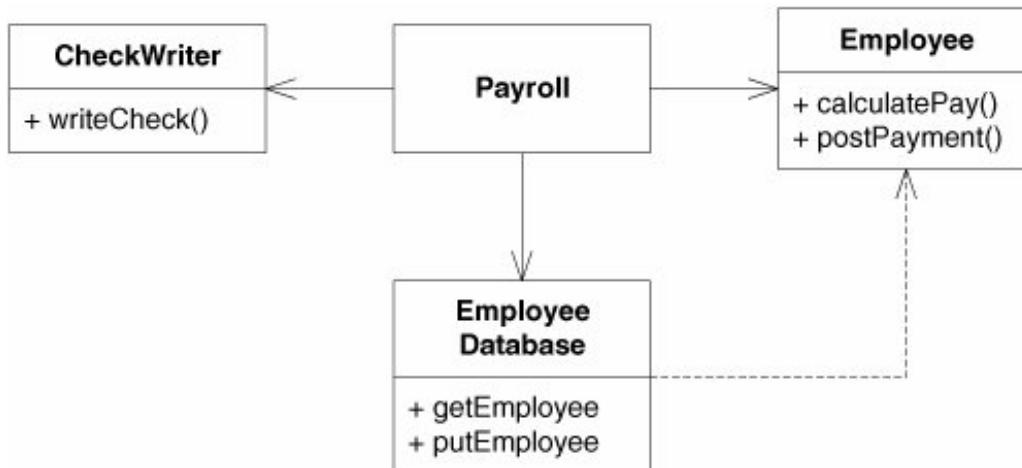 CheckWriter
+ writeCheck()
Payroll
Employee
+ calculatePay()
+ postPayment()
Employee
Database
+ getEmployee
+ putEmployee